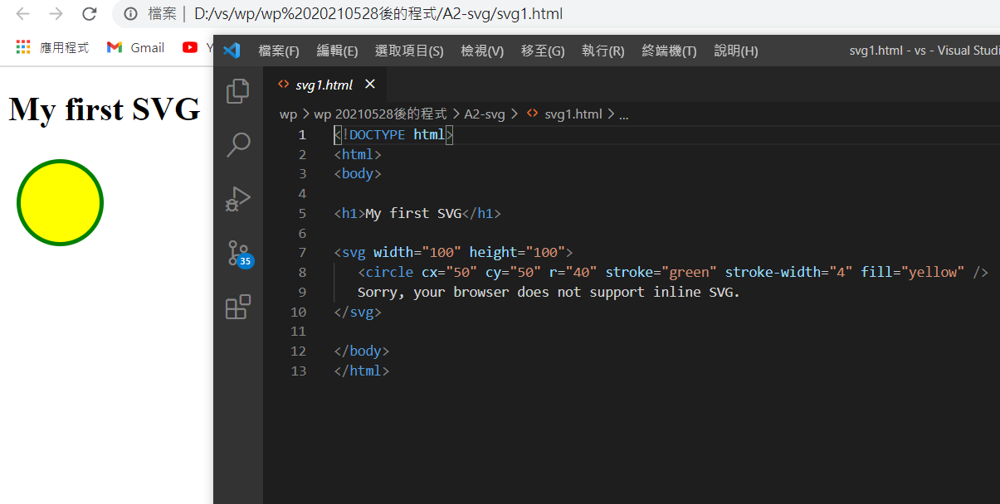 檔案 | D:/vs/wp/wp%2020210528後的程式/A2-svg/svg1.html
應用程式 Gmail Y
檔案(F) 編輯(E) 選取項目(S) 檢視(V) 移至(G) 執行(R) 終端機(T) 說明(H) svg1.html - vs - Visual Studi
My first SVG
svg1.html
wp > wp 20210528後的程式 > A2-svg > svg1.html > ...
1 <!DOCTYPE html>
2 <html>
3 <body>
4
5 <h1>My first SVG</h1>
6
7 <svg width="100" height="100">
8 <circle cx="50" cy="50" r="40" stroke="green" stroke-width="4" fill="yellow" />
9 Sorry, your browser does not support inline SVG.
10 </svg>
11
12 </body>
13 </html>
35